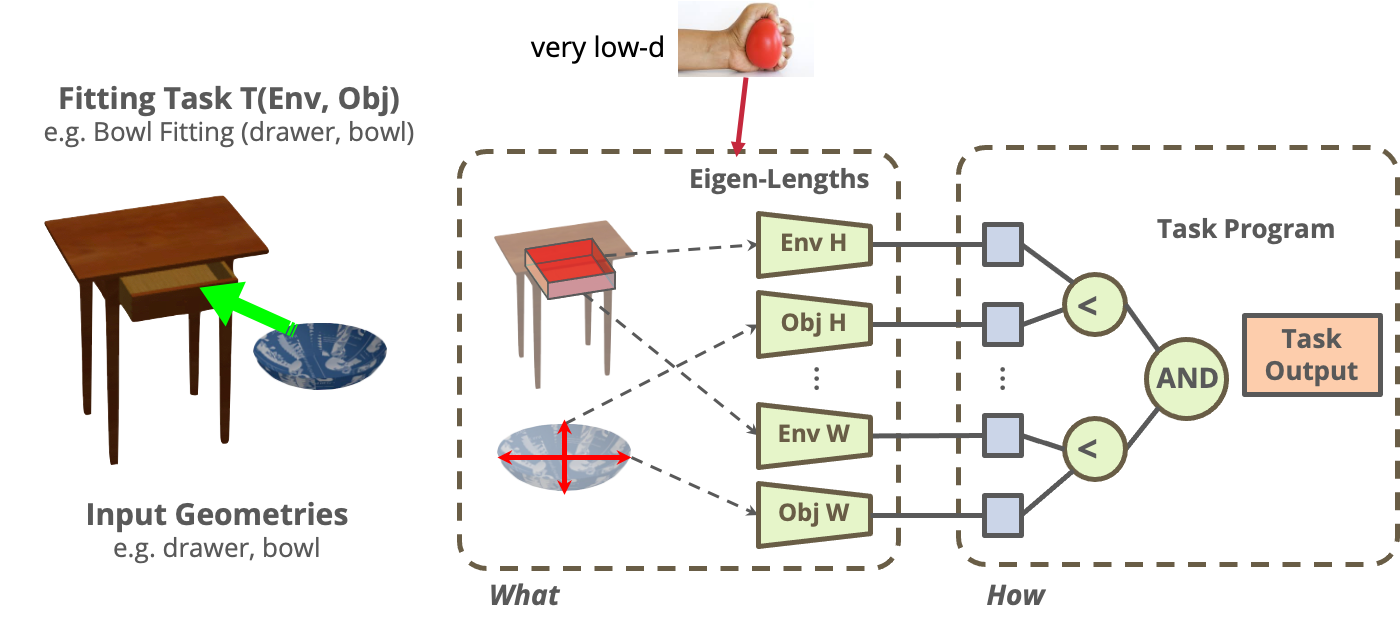 very low-d
Fitting Task T(Env, Obj)
e.g. Bowl Fitting (drawer, bowl)
Eigen-Lengths
Env H
Obj H
Env W
Obj W
Task Program
<
<
AND
Task
Output
Input Geometries
e.g. drawer, bowl
What
How